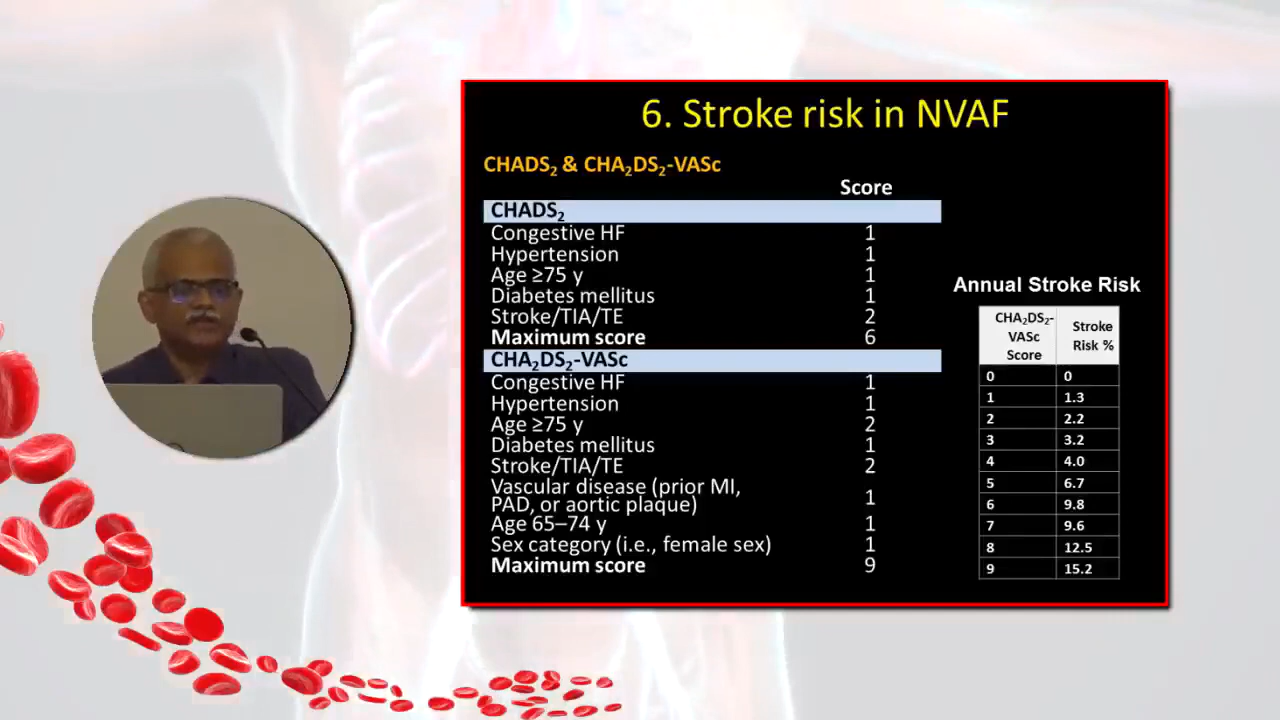 6. Stroke risk in NVAF
CHADS₂ & CHA₂DS₂-VASc
Score
CHADS₂
Congestive HF 1
Hypertension 1
Age ≥75 y 1
Diabetes mellitus 1
Stroke/TIA/TE 2
Maximum score 6
CHA₂DS₂-VASc
Congestive HF 1
Hypertension 1
Age ≥75 y 2
Diabetes mellitus 1
Stroke/TIA/TE 2
Vascular disease (prior MI,
PAD, or aortic plaque) 1
Age 65–74 y 1
Sex category (i.e., female sex) 1
Maximum score 9
Annual Stroke Risk
CHA₂DS₂-
VASc
Score
Stroke
Risk %
0 0
1 1.3
2 2.2
3 3.2
4 4.0
5 6.7
6 9.8
7 9.6
8 12.5
9 15.2